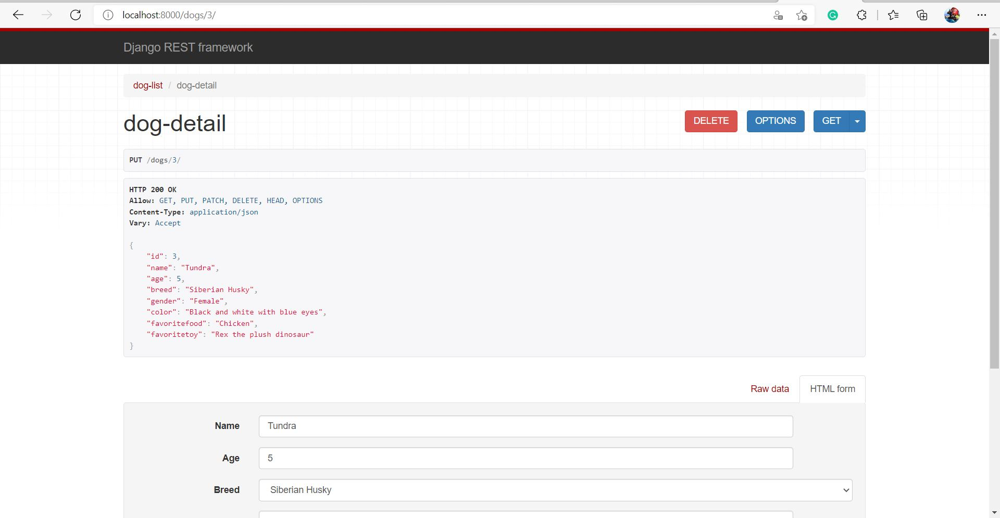 localhost:8000/dogs/3/
Django REST framework
dog-list / dog-detail
dog-detail
DELETE OPTIONS GET
PUT /dogs/3/
HTTP 200 OK
Allow: GET, PUT, PATCH, DELETE, HEAD, OPTIONS
Content-Type: application/json
Vary: Accept
{
"id": 3,
"name": "Tundra",
"age": 5,
"breed": "Siberian Husky",
"gender": "Female",
"color": "Black and white with blue eyes",
"favoritefood": "Chicken",
"favoritetoy": "Rex the plush dinosaur"
}
Raw data HTML form
Name Tundra
Age 5
Breed Siberian Husky